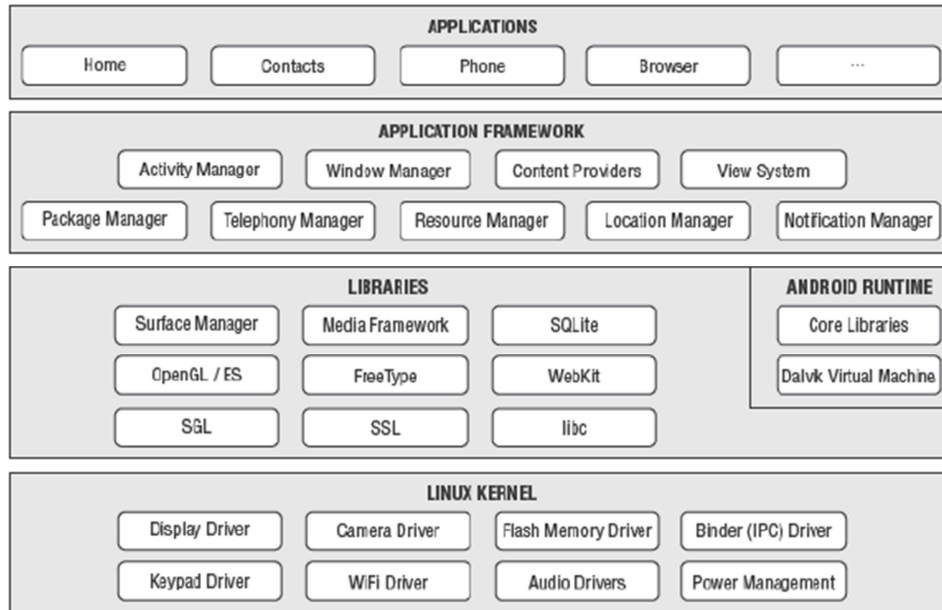 APPLICATIONS
Home Contacts Phone Browser ...
APPLICATION FRAMEWORK
Activity Manager Window Manager Content Providers View System
Package Manager Telephony Manager Resource Manager Location Manager Notification Manager
LIBRARIES
Surface Manager Media Framework SQLite
OpenGL / ES FreeType WebKit
SGL SSL libc
ANDROID RUNTIME
Core Libraries
Dalvik Virtual Machine
LINUX KERNEL
Display Driver Camera Driver Flash Memory Driver Binder (IPC) Driver
Keypad Driver WiFi Driver Audio Drivers Power Management